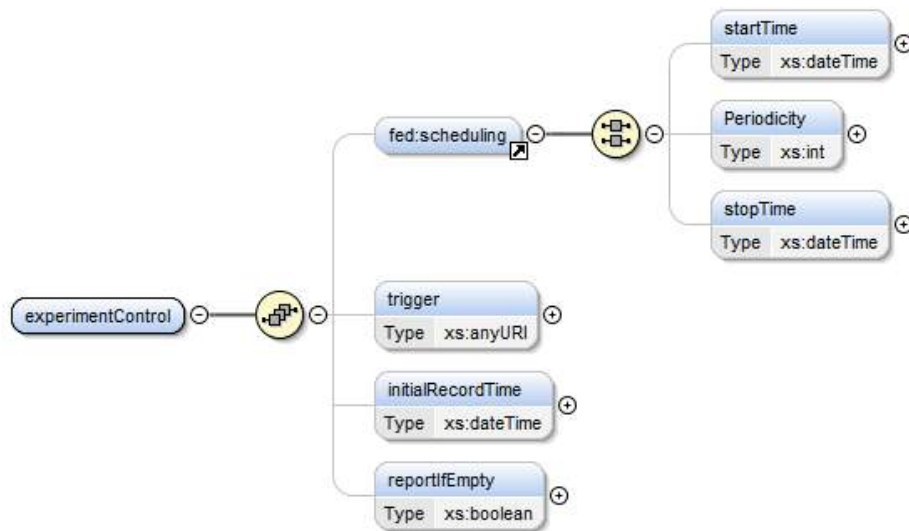 startTime
Type xs:dateTime
fed:scheduling
Periodicity
Type xs:int
stopTime
Type xs:dateTime
experimentControl
trigger
Type xs:anyURI
initialRecordTime
Type xs:dateTime
reportIfEmpty
Type xs:boolean